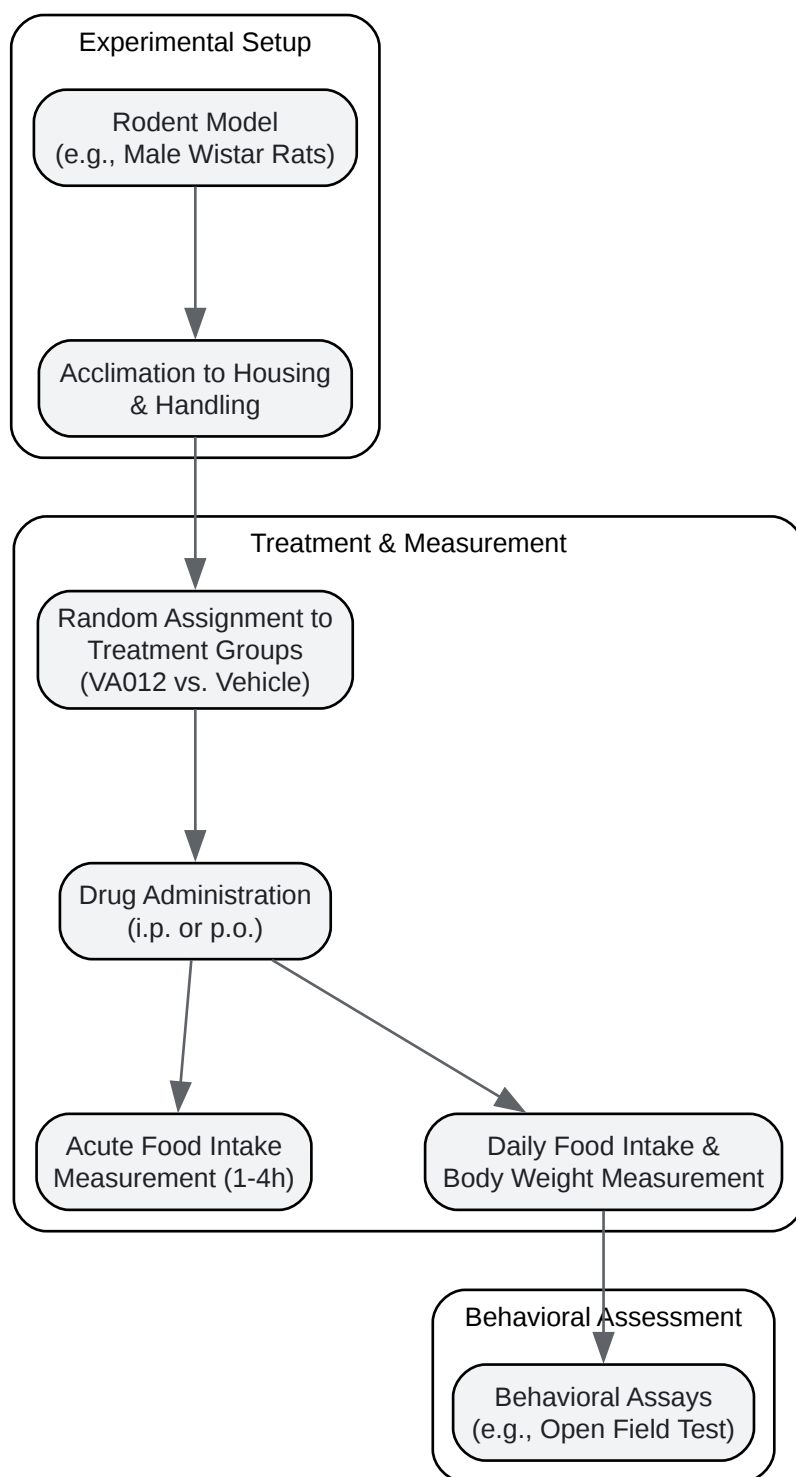 Experimental Setup
Rodent Model
(e.g., Male Wistar Rats)
Acclimation to Housing
& Handling
Treatment & Measurement
Random Assignment to
Treatment Groups
(VA012 vs. Vehicle)
Drug Administration
(i.p. or p.o.)
Acute Food Intake
Measurement (1-4h)
Daily Food Intake &
Body Weight Measurement
Behavioral Assessment
Behavioral Assays
(e.g., Open Field Test)